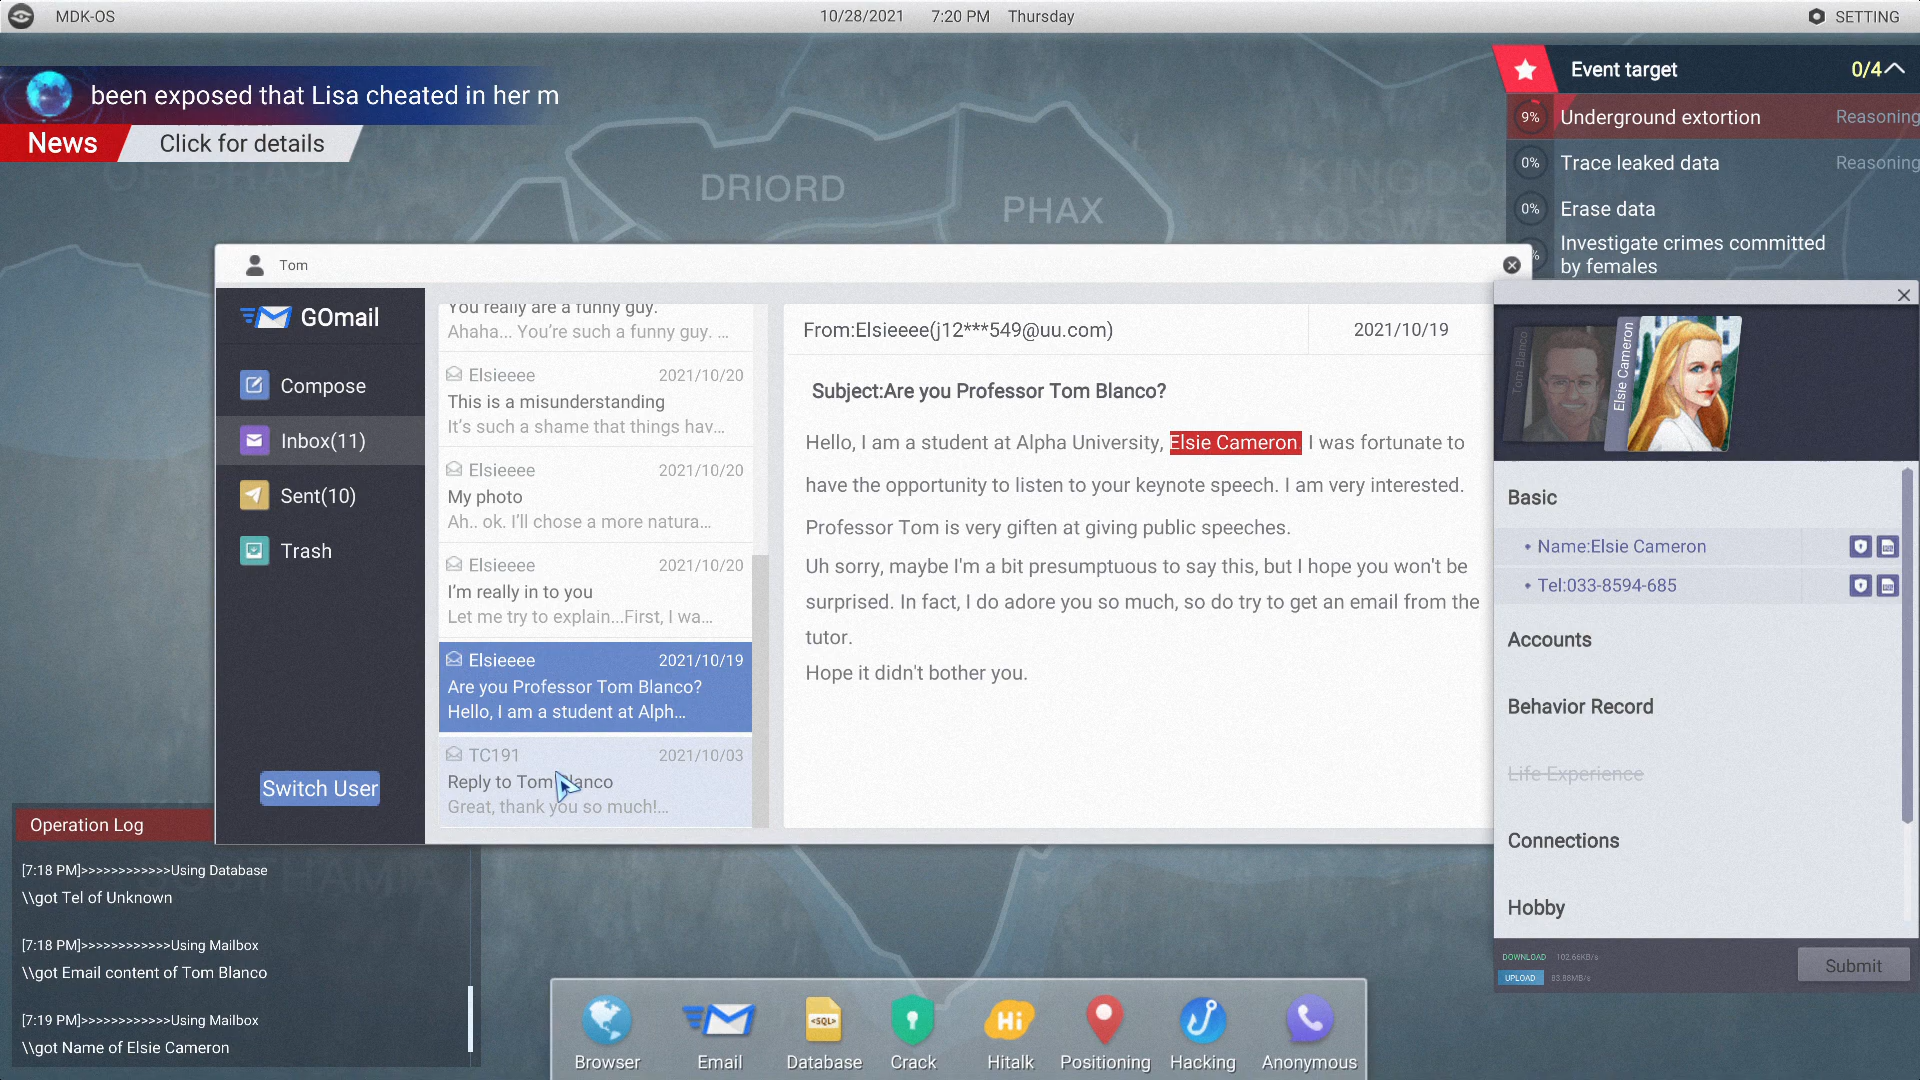 MDK-OS
10/28/2021 7:20 PM Thursday
SETTING
been exposed that Lisa cheated in her m
News Click for details
DRIORD
PHAX
Event target 0/4
9% Underground extortion Reasoning
0% Trace leaked data Reasoning
0% Erase data
Investigate crimes committed
by females
Tom
GOmail
Compose
Inbox(11)
Sent(10)
Trash
Switch User
You really are a funny guy.
Ahaha... You're such a funny guy. ...
Elsieeee 2021/10/20
This is a misunderstanding
It's such a shame that things hav...
Elsieeee 2021/10/20
My photo
Ah.. ok. I'll chose a more natura...
Elsieeee 2021/10/20
I'm really in to you
Let me try to explain...First, I wa...
Elsieeee 2021/10/19
Are you Professor Tom Blanco?
Hello, I am a student at Alph...
TC191 2021/10/03
Reply to Tom Blanco
Great, thank you so much!...
From:Elsieeee(j12***549@uu.com) 2021/10/19
Subject:Are you Professor Tom Blanco?
Hello, I am a student at Alpha University, Elsie Cameron. I was fortunate to
have the opportunity to listen to your keynote speech. I am very interested.
Professor Tom is very giften at giving public speeches.
Uh sorry, maybe I'm a bit presumptuous to say this, but I hope you won't be
surprised. In fact, I do adore you so much, so do try to get an email from the
tutor.
Hope it didn't bother you.
Tom Blanco
Elsie Cameron
Basic
• Name:Elsie Cameron
• Tel:033-8594-685
Accounts
Behavior Record
Life Experience
Connections
Hobby
DOWNLOAD 102.66KB/s
UPLOAD 83.88MB/s
Submit
Operation Log
[7:18 PM]>>>>>>>>>>>>Using Database
\\got Tel of Unknown
[7:18 PM]>>>>>>>>>>>>Using Mailbox
\\got Email content of Tom Blanco
[7:19 PM]>>>>>>>>>>>>Using Mailbox
\\got Name of Elsie Cameron
Browser
Email
<SQL>
Database
Crack
Hi
Hitalk
Positioning
Hacking
Anonymous